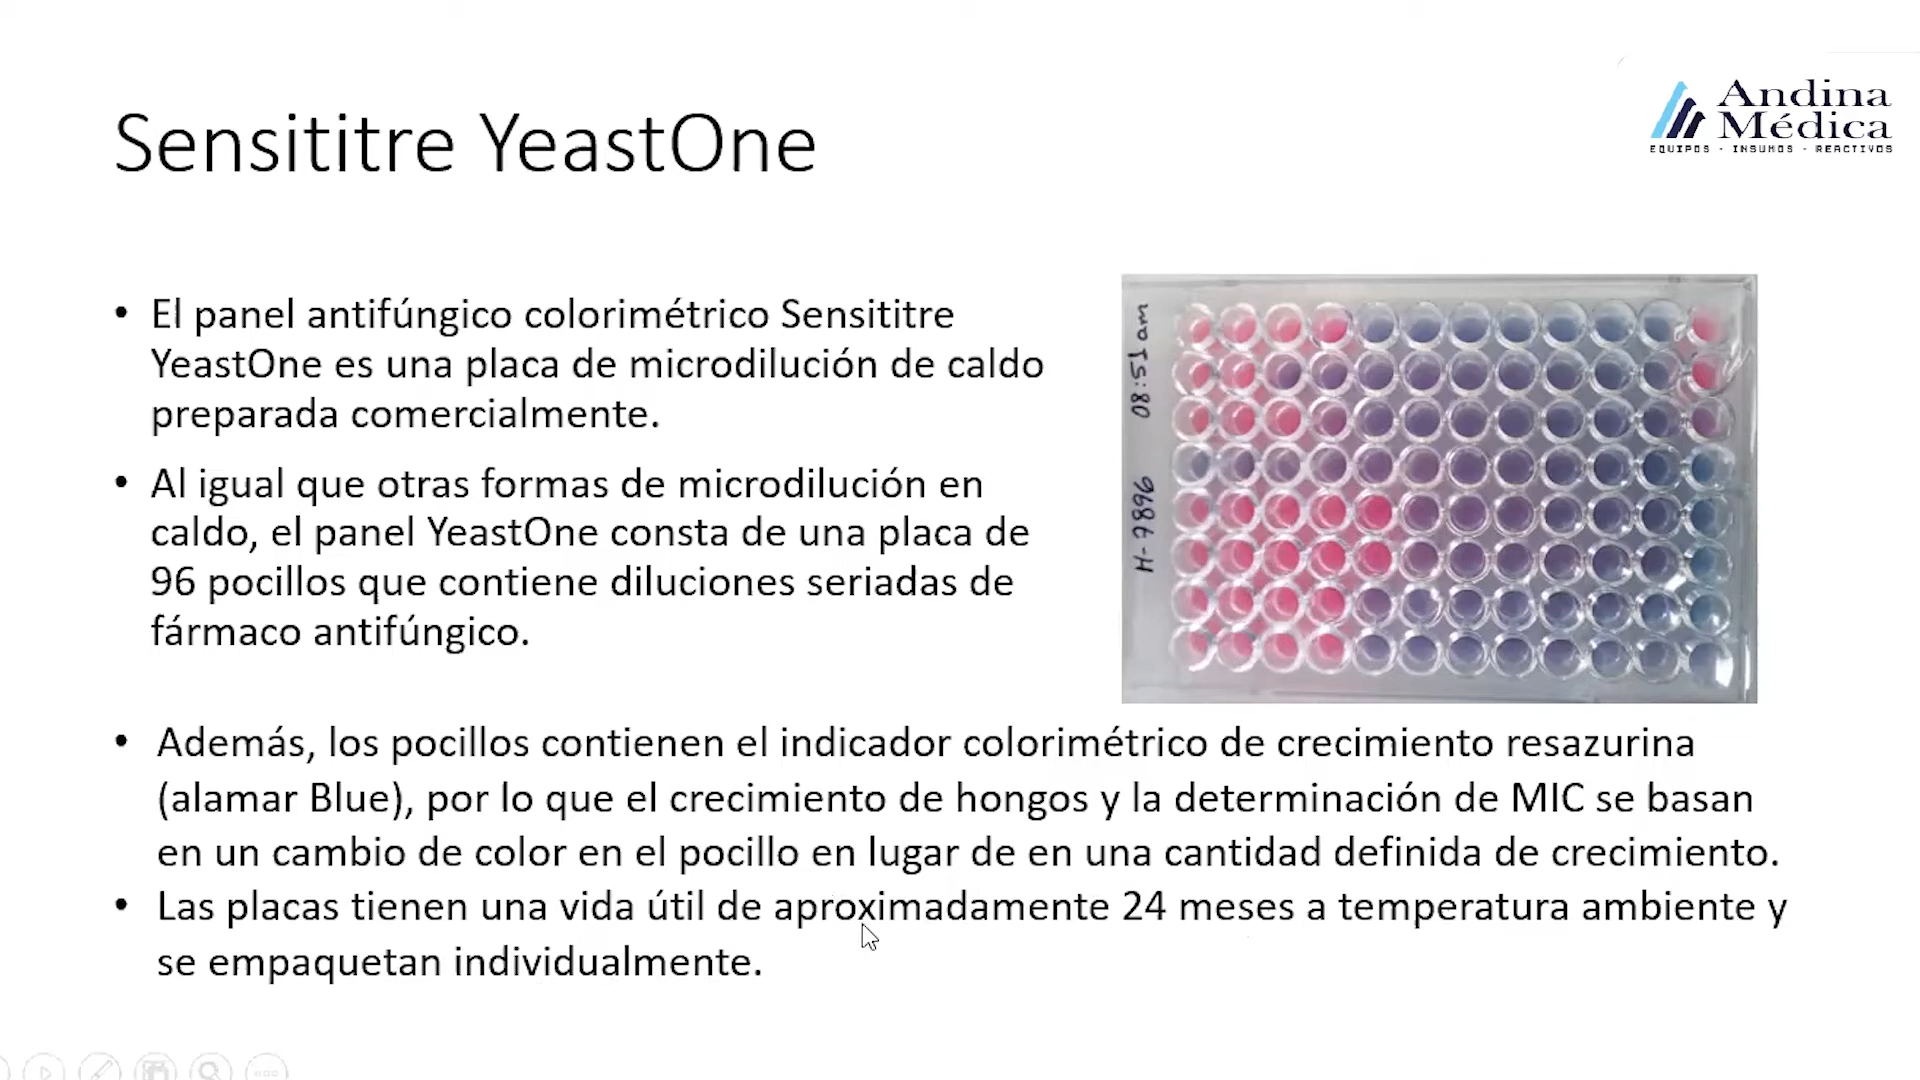 Andina
Médica
EQUIPOS - INSUMOS - REACTIVOS
Sensititre YeastOne
• El panel antifúngico colorimétrico Sensititre
YeastOne es una placa de microdilución de caldo
preparada comercialmente.
• Al igual que otras formas de microdilución en
caldo, el panel YeastOne consta de una placa de
96 pocillos que contiene diluciones seriadas de
fármaco antifúngico.
08:51 am
H-7896
• Además, los pocillos contienen el indicador colorimétrico de crecimiento resazurina
(alamar Blue), por lo que el crecimiento de hongos y la determinación de MIC se basan
en un cambio de color en el pocillo en lugar de en una cantidad definida de crecimiento.
• Las placas tienen una vida útil de aproximadamente 24 meses a temperatura ambiente y
se empaquetan individualmente.